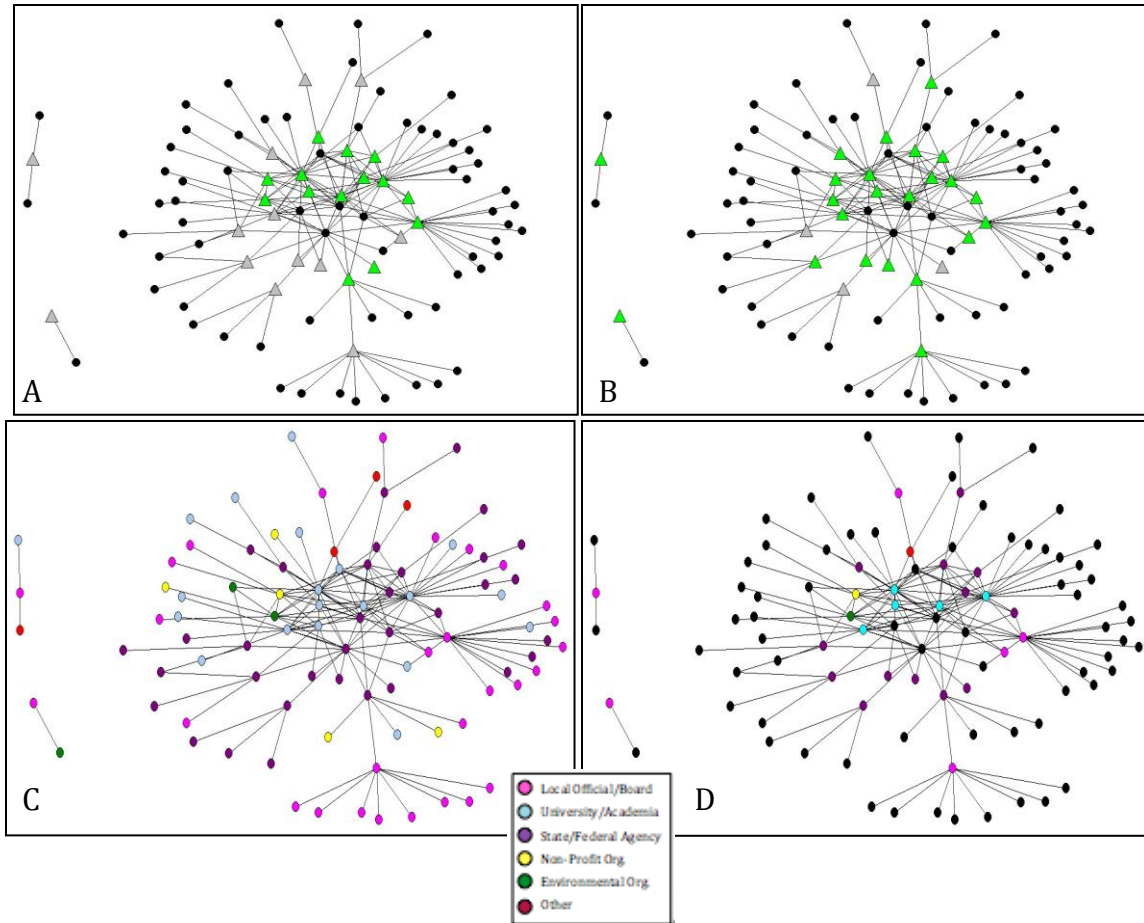 A
B
C
D
Local Official/Board
University/Academia
State/Federal Agency
Non-Profit Org.
Environmental Org.
Other